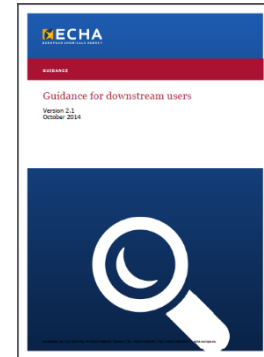 ECHA
EUROPEAN CHEMICALS AGENCY
GUIDANCE
Guidance for downstream users
Version 2.1
October 2014